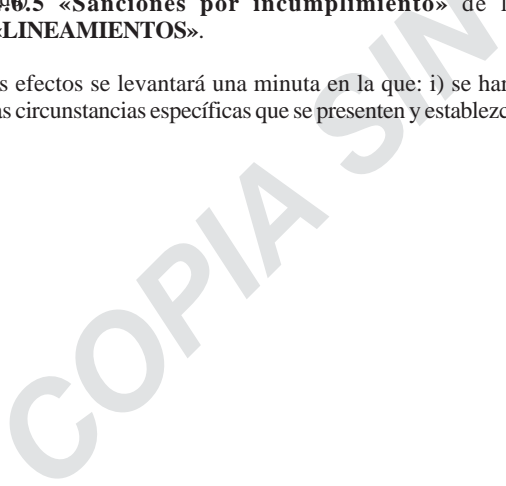 6.5 «Sanciones por incumplimiento» de l
«LINEAMIENTOS».
s efectos se levantará una minuta en la que: i) se har
as circunstancias específicas que se presenten y establezc
COPIA SIN